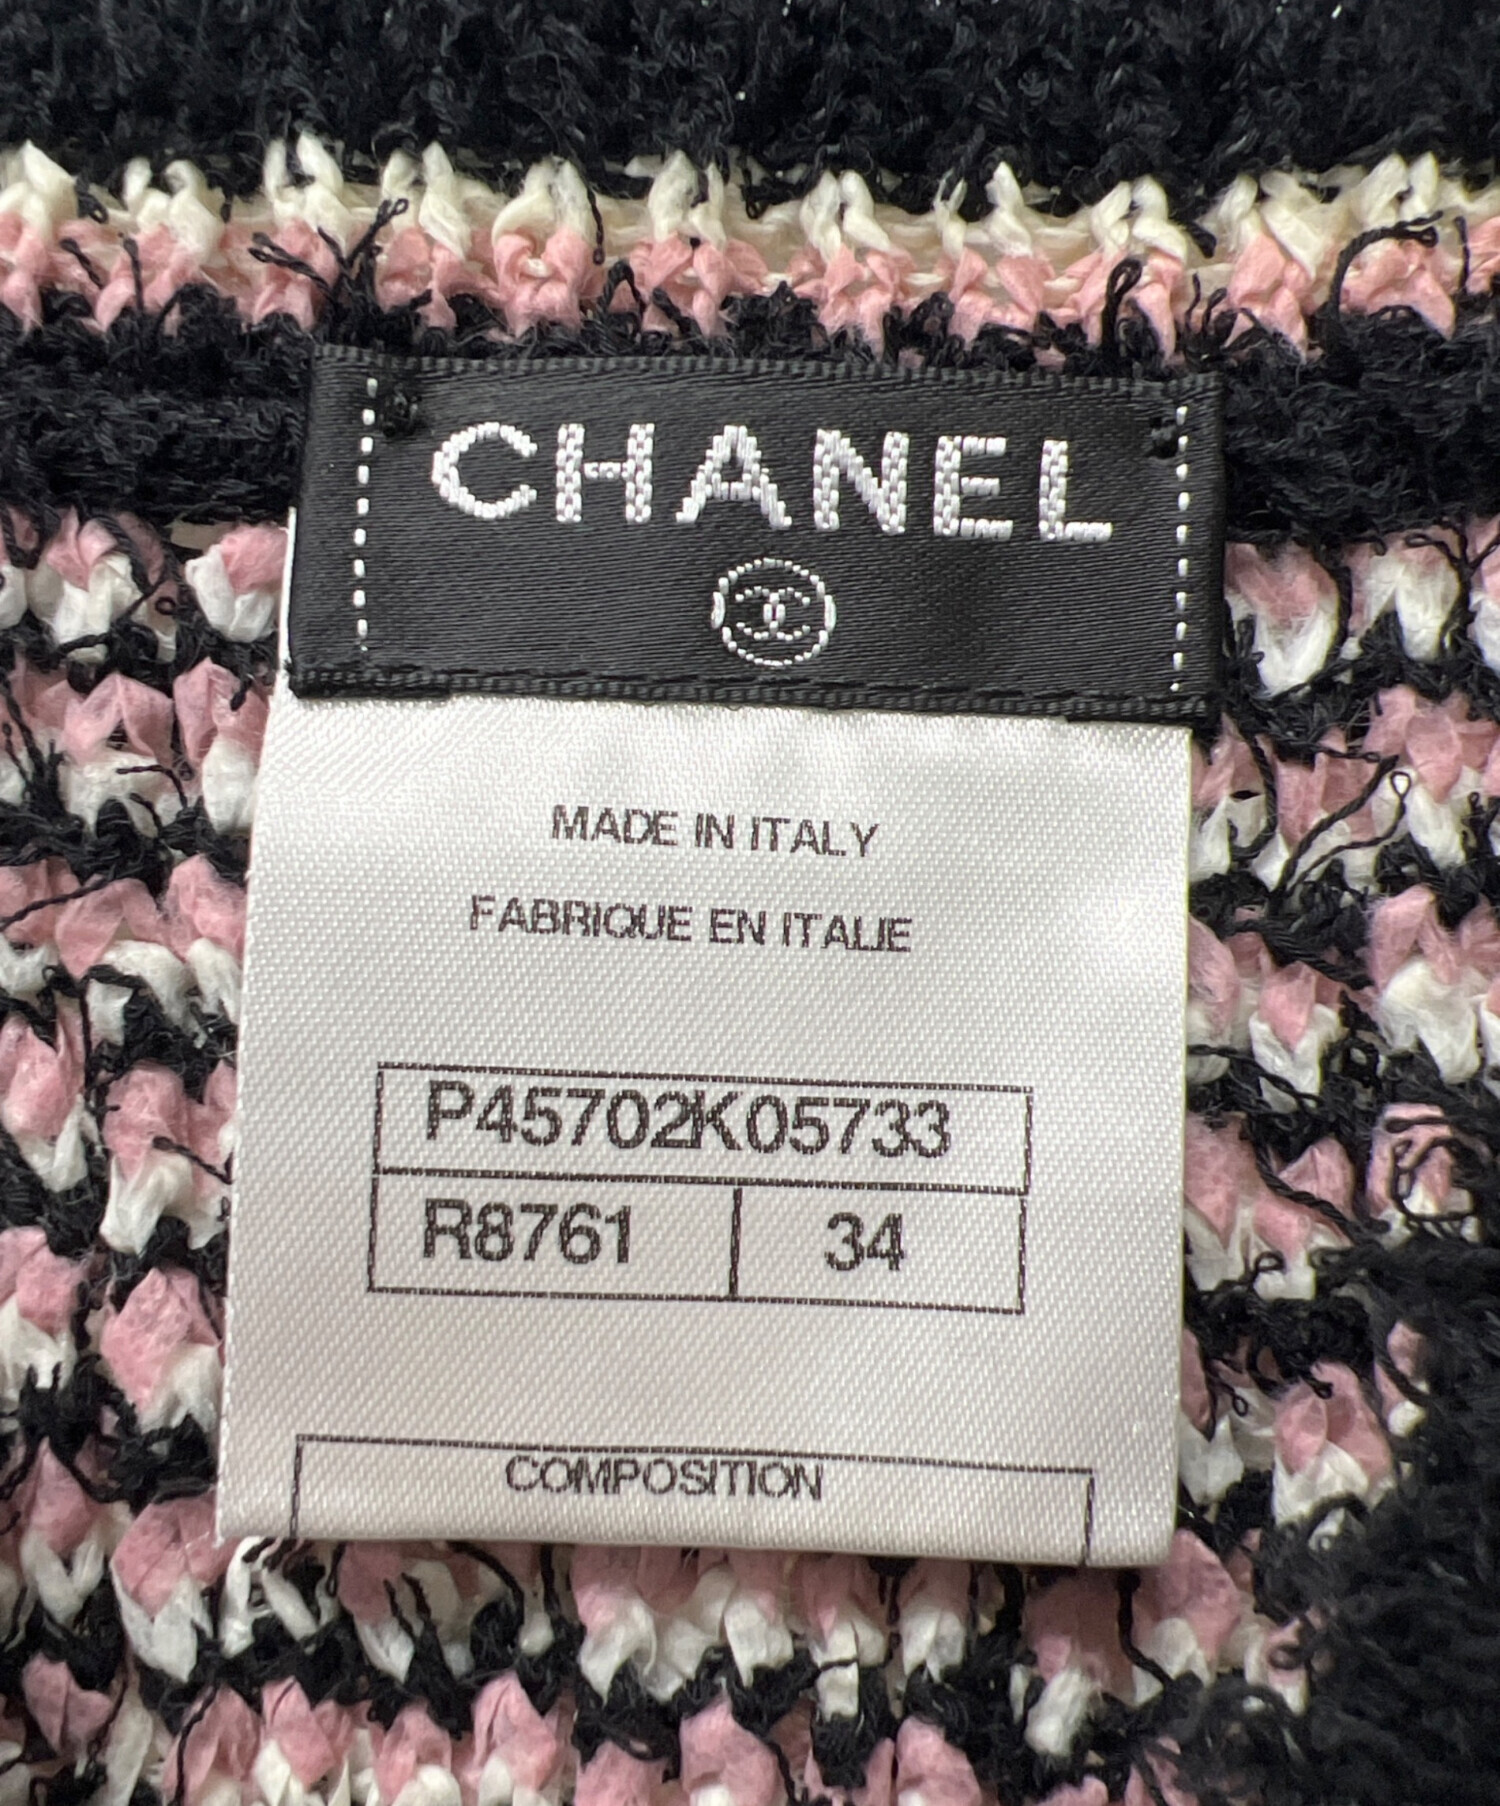 CHANEL
MADE IN ITALY
FABRIQUE EN ITALIE
P45702K05733
R8761 34
COMPOSITION